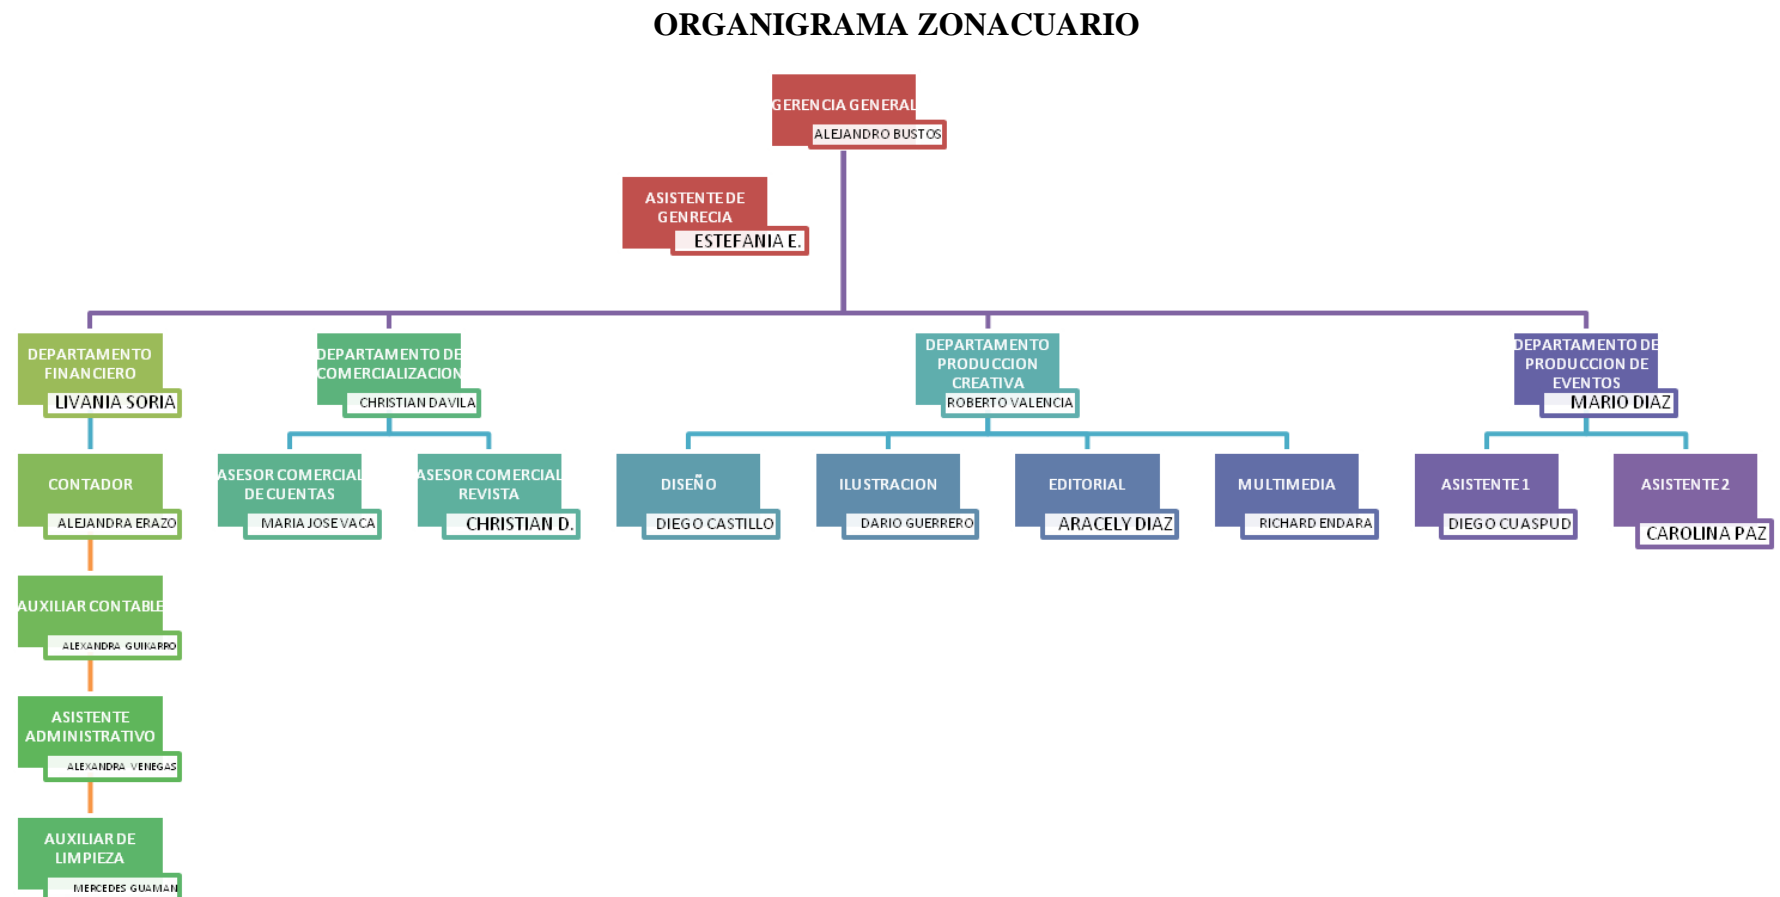 ORGANIGRAMA ZONACUARIO
GERENCIA GENERAL
ALEJANDRO BUSTOS
ASISTENTE DE
GENRECIA
ESTEFANIA E.
DEPARTAMENTO
FINANCIERO
LIVANIA SORIA
DEPARTAMENTO DE
COMERCIALIZACION
CHRISTIAN DAVILA
DEPARTAMENTO
PRODUCCION
CREATIVA
ROBERTO VALENCIA
DEPARTAMENTO DE
PRODUCCION DE
EVENTOS
MARIO DIAZ
CONTADOR
ALEJANDRA ERAZO
ASESOR COMERCIAL
DE CUENTAS
MARIA JOSE VACA
ASESOR COMERCIAL
REVISTA
CHRISTIAN D.
DISEÑO
DIEGO CASTILLO
ILUSTRACION
DARIO GUERRERO
EDITORIAL
ARACELY DIAZ
MULTIMEDIA
RICHARD ENDARA
ASISTENTE 1
DIEGO CUASPUD
ASISTENTE 2
CAROLINA PAZ
AUXILIAR CONTABLE
ALEXANDRA GUIKARRO
ASISTENTE
ADMINISTRATIVO
ALEXANDRA VENEGAS
AUXILIAR DE
LIMPIEZA
MERCEDES GUAMAN